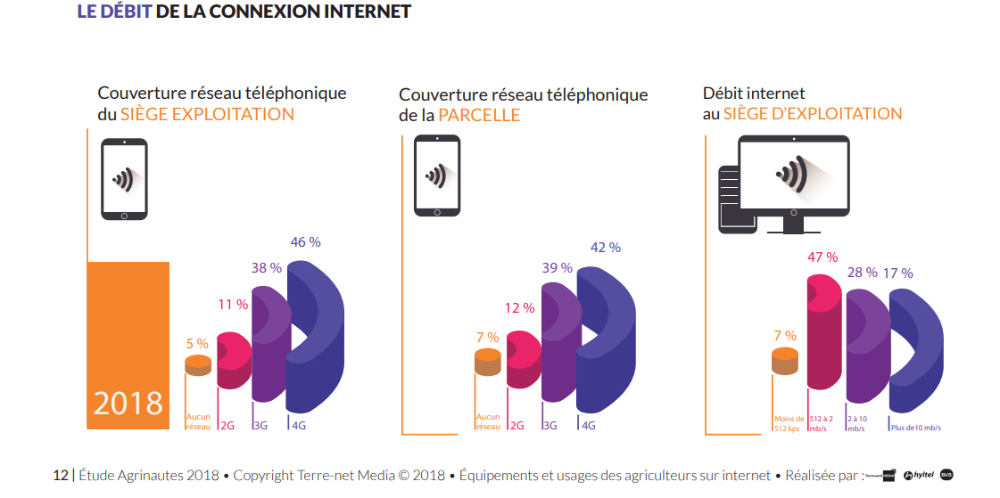 LE DÉBIT DE LA CONNEXION INTERNET
Couverture réseau téléphonique
du SIÈGE EXPLOITATION
Couverture réseau téléphonique
de la PARCELLE
Débit internet
au SIÈGE D'EXPLOITATION
2018
5 %
11 %
38 %
46 %
Aucun
réseau
2G
3G
4G
7 %
12 %
39 %
42 %
Aucun
réseau
2G
3G
4G
7 %
47 %
28 %
17 %
Moins de
512 kps
512 à 2
mb/s
2 à 10
mb/s
Plus de10 mb/s
12 | Étude Agrinautes 2018 • Copyright Terre-net Media © 2018 • Équipements et usages des agriculteurs sur internet • Réalisée par : Terre-net MEDIA hyltel BVA